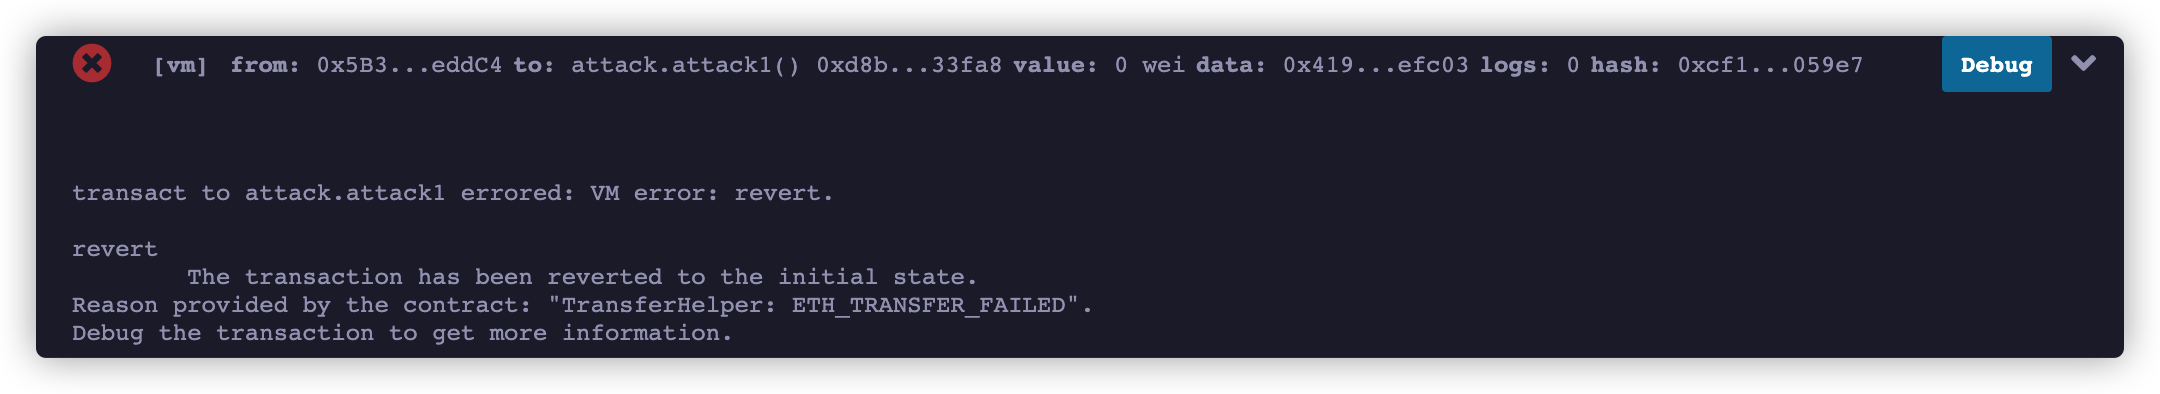 [vm] from: 0x5B3...eddC4 to: attack.attack1() 0xd8b...33fa8 value: 0 wei data: 0x419...efc03 logs: 0 hash: 0xcf1...059e7 Debug
transact to attack.attack1 errored: VM error: revert.
revert
The transaction has been reverted to the initial state.
Reason provided by the contract: "TransferHelper: ETH_TRANSFER_FAILED".
Debug the transaction to get more information.